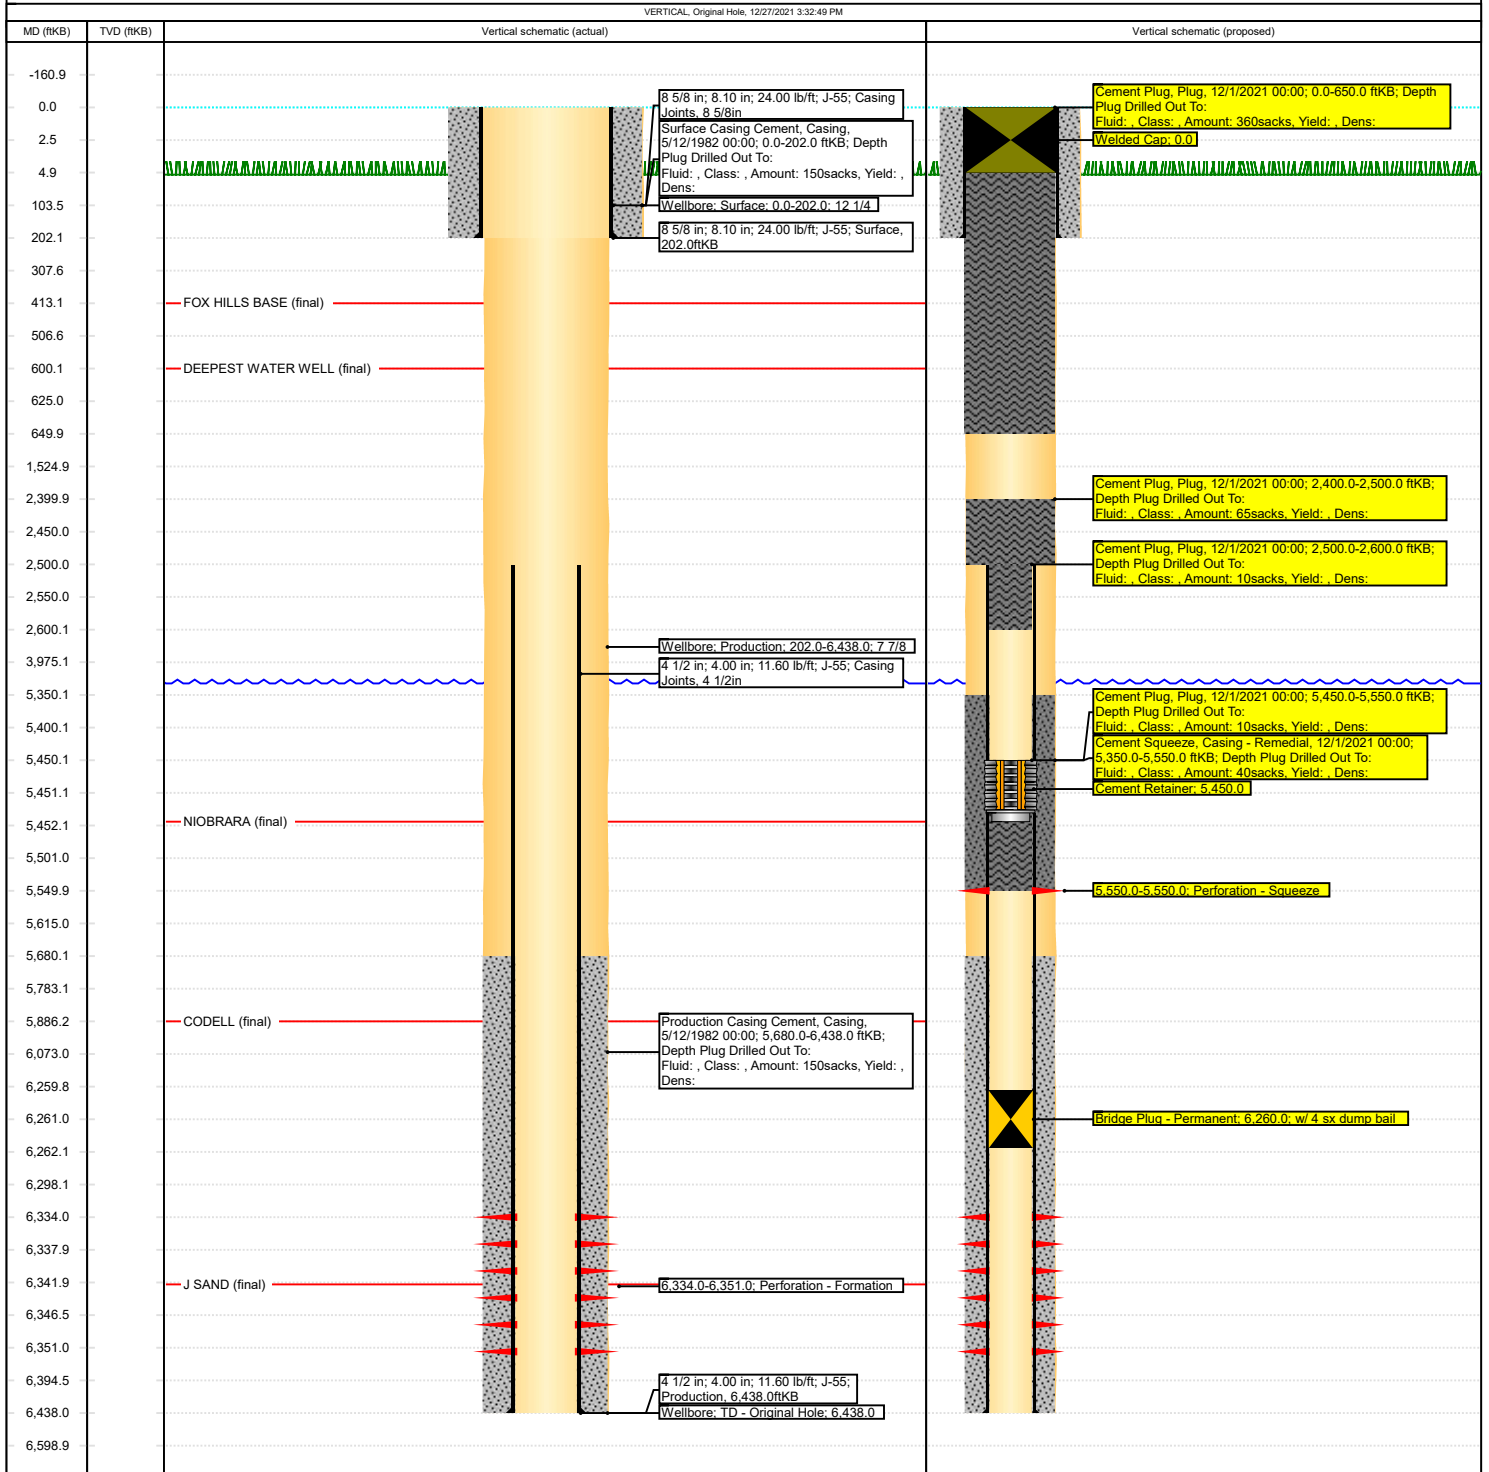 VERTICAL, Original Hole, 12/27/2021 3:32:49 PM
MD (ftKB)
TVD (ftKB)
Vertical schematic (actual)
Vertical schematic (proposed)
-160.9
0.0
2.5
4.9
103.5
202.1
307.6
413.1
506.6
600.1
625.0
649.9
1,524.9
2,399.9
2,450.0
2,500.0
2,550.0
2,600.1
3,975.1
5,350.1
5,400.1
5,450.1
5,451.1
5,452.1
5,501.0
5,549.9
5,615.0
5,680.1
5,783.1
5,886.2
6,073.0
6,259.8
6,261.0
6,262.1
6,298.1
6,334.0
6,337.9
6,341.9
6,346.5
6,351.0
6,394.5
6,438.0
6,598.9
FOX HILLS BASE (final)
DEEPEST WATER WELL (final)
NIOBRARA (final)
CODELL (final)
J SAND (final)
8 5/8 in; 8.10 in; 24.00 lb/ft; J-55; Casing
Joints, 8 5/8in
Surface Casing Cement, Casing,
5/12/1982 00:00; 0.0-202.0 ftKB; Depth
Plug Drilled Out To:
Fluid: , Class: , Amount: 150sacks, Yield: ,
Dens:
Wellbore; Surface; 0.0-202.0; 12 1/4
8 5/8 in; 8.10 in; 24.00 lb/ft; J-55; Surface,
202.0ftKB
Wellbore; Production; 202.0-6,438.0; 7 7/8
4 1/2 in; 4.00 in; 11.60 lb/ft; J-55; Casing
Joints, 4 1/2in
Production Casing Cement, Casing,
5/12/1982 00:00; 5,680.0-6,438.0 ftKB;
Depth Plug Drilled Out To:
Fluid: , Class: , Amount: 150sacks, Yield: ,
Dens:
6,334.0-6,351.0; Perforation - Formation
4 1/2 in; 4.00 in; 11.60 lb/ft; J-55;
Production, 6,438.0ftKB
Wellbore; TD - Original Hole; 6,438.0
Cement Plug, Plug, 12/1/2021 00:00; 0.0-650.0 ftKB; Depth
Plug Drilled Out To:
Fluid: , Class: , Amount: 360sacks, Yield: , Dens:
Welded Cap; 0.0
Cement Plug, Plug, 12/1/2021 00:00; 2,400.0-2,500.0 ftKB;
Depth Plug Drilled Out To:
Fluid: , Class: , Amount: 65sacks, Yield: , Dens:
Cement Plug, Plug, 12/1/2021 00:00; 2,500.0-2,600.0 ftKB;
Depth Plug Drilled Out To:
Fluid: , Class: , Amount: 10sacks, Yield: , Dens:
Cement Plug, Plug, 12/1/2021 00:00; 5,450.0-5,550.0 ftKB;
Depth Plug Drilled Out To:
Fluid: , Class: , Amount: 10sacks, Yield: , Dens:
Cement Squeeze, Casing - Remedial, 12/1/2021 00:00;
5,350.0-5,550.0 ftKB; Depth Plug Drilled Out To:
Fluid: , Class: , Amount: 40sacks, Yield: , Dens:
Cement Retainer; 5,450.0
5,550.0-5,550.0; Perforation - Squeeze
Bridge Plug - Permanent; 6,260.0; w/ 4 sx dump bail